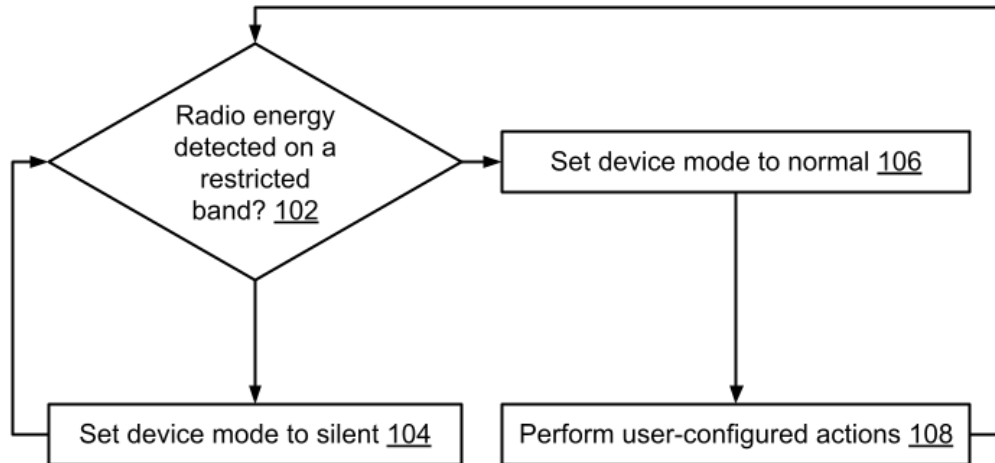 Radio energy
detected on a
restricted
band? 102
Set device mode to normal 106
Set device mode to silent 104
Perform user-configured actions 108